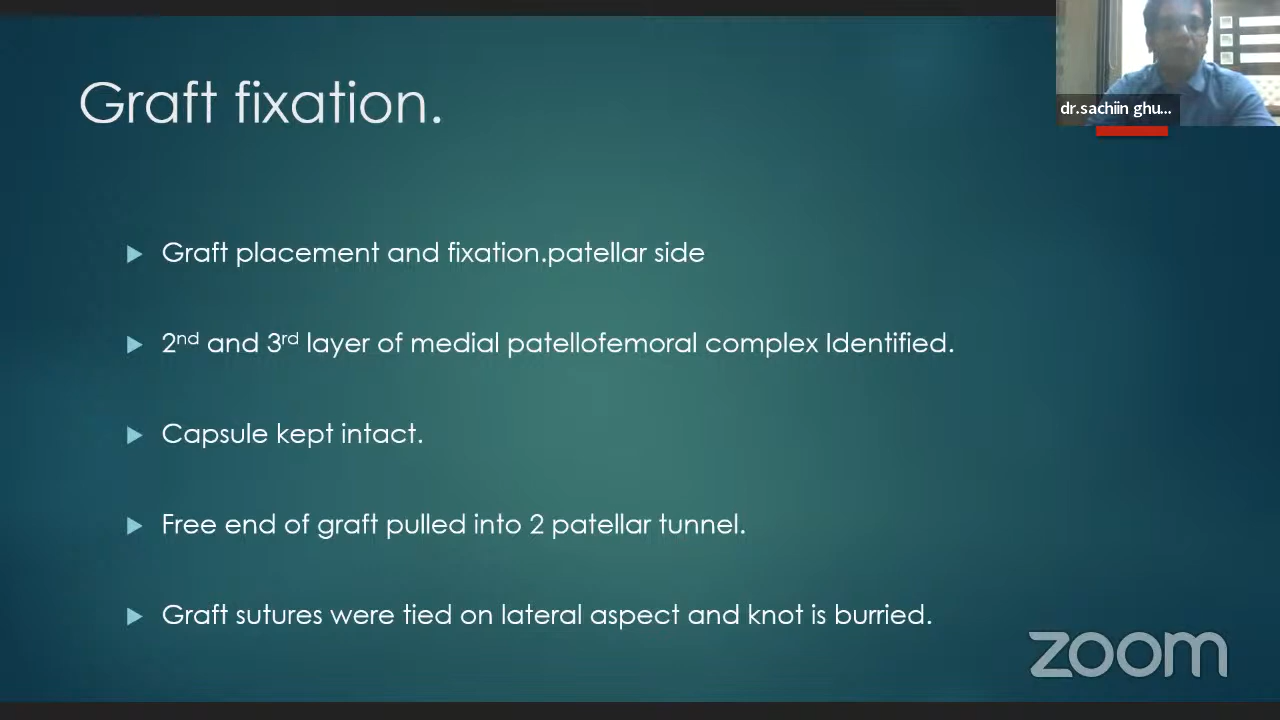 dr.sachiin ghu...
Graft fixation.
Graft placement and fixation.patellar side
2nd and 3rd layer of medial patellofemoral complex Identified.
Capsule kept intact.
Free end of graft pulled into 2 patellar tunnel.
Graft sutures were tied on lateral aspect and knot is burried.
zoom